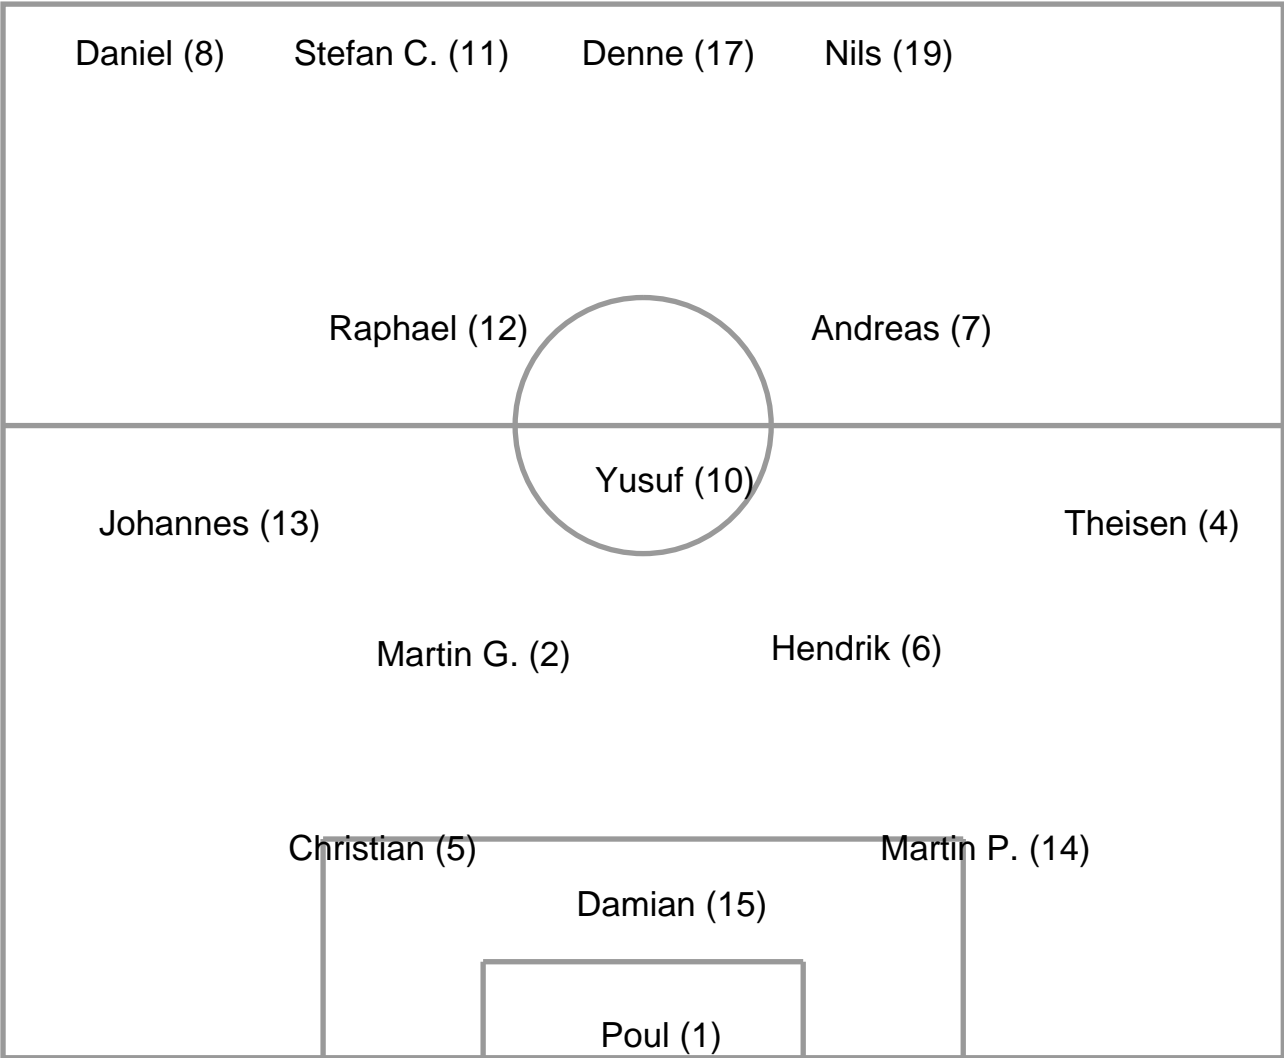 Daniel (8) Stefan C. (11) Denne (17) Nils (19)
Raphael (12) Andreas (7)
Yusuf (10)
Johannes (13) Theisen (4)
Martin G. (2) Hendrik (6)
Christian (5) Martin P. (14)
Damian (15)
Poul (1)